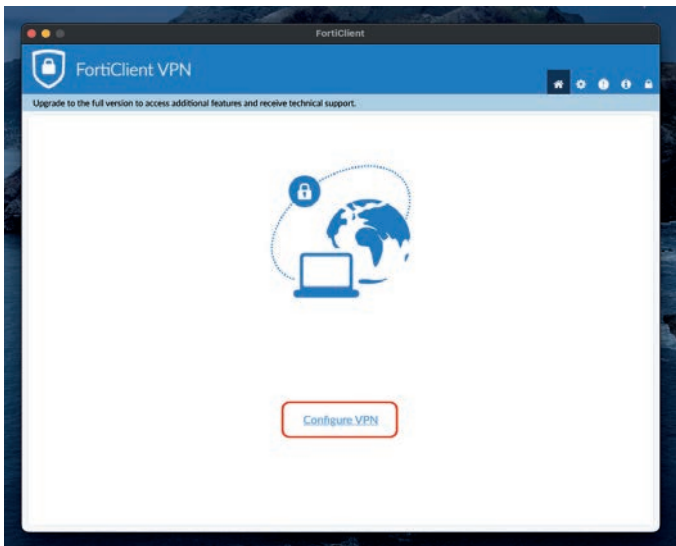 FortiClient
FortiClient VPN
Upgrade to the full version to access additional features and receive technical support.
Configure VPN